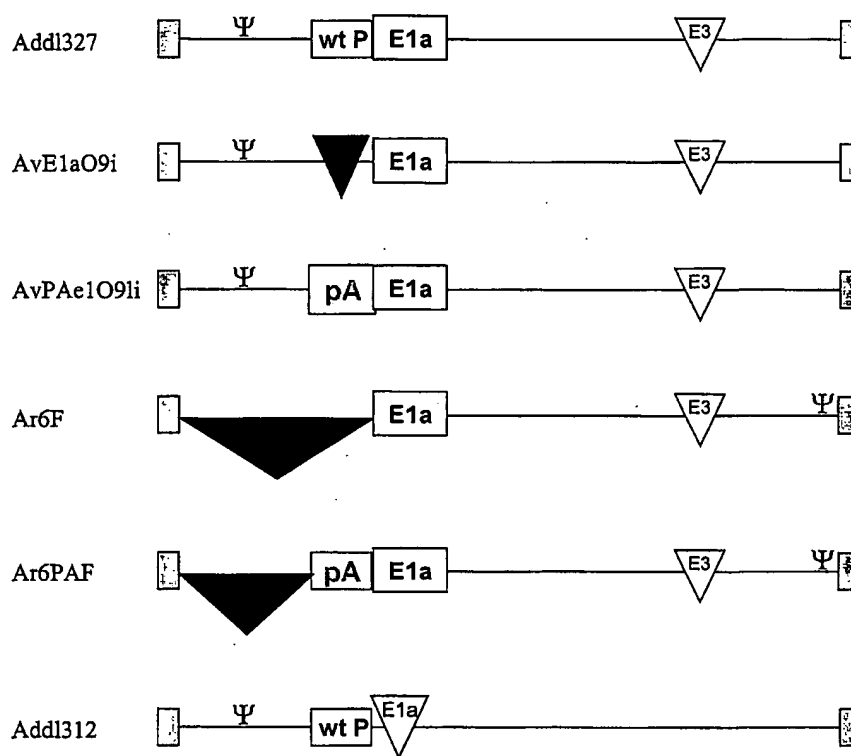 Addl327 Ψ wt P E1a E3
AvE1aO9i Ψ E1a E3
AvPAe1O9li Ψ pA E1a E3
Ar6F E1a E3 Ψ
Ar6PAF pA E1a E3 Ψ
Addl312 Ψ wt P E1a